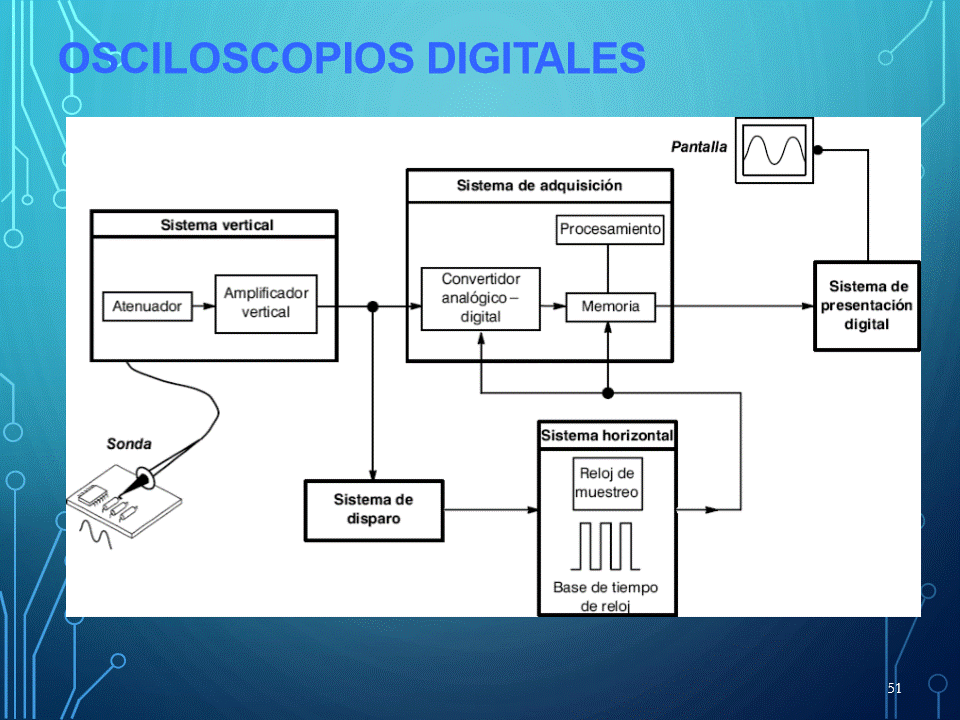 OSCILOSCOPIOS DIGITALES
Pantalla
Sistema de adquisición
Sistema vertical
Procesamiento
Convertidor
analógico –
digital
Amplificador
vertical
Atenuador
Memoria
Sistema de
presentación
digital
Sonda
Sistema horizontal
Reloj de
muestreo
Sistema de
disparo
Base de tiempo
de reloj
51